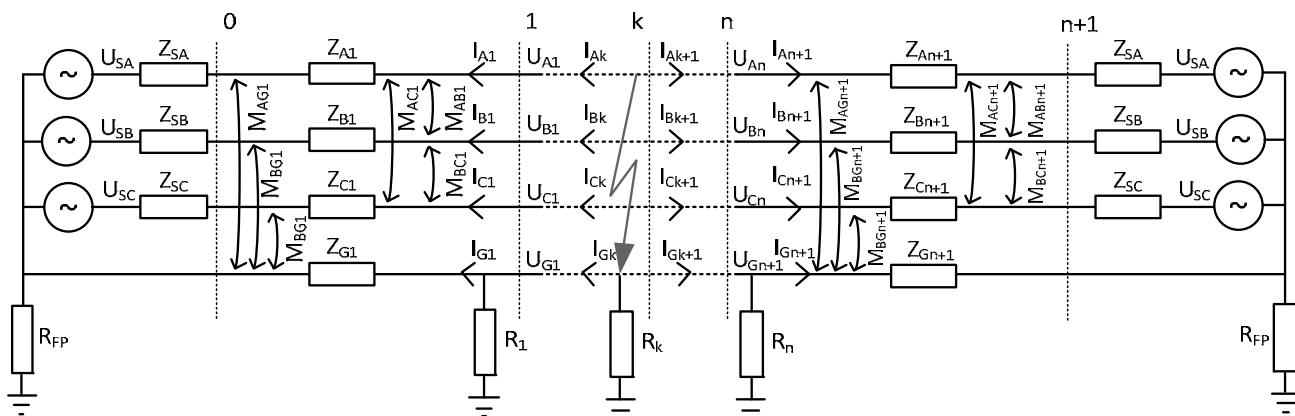 0 1 k n n+1
U_SA Z_SA Z_A1 I_A1 U_A1 I_Ak I_Ak+1 U_An I_An+1 Z_An+1 Z_SA U_SA
~ ~
M_AG1 M_AC1 M_AB1 M_AGn+1 M_ACn+1 M_ABn+1
U_SB Z_SB Z_B1 I_B1 U_B1 I_Bk I_Bk+1 U_Bn I_Bn+1 Z_Bn+1 Z_SB U_SB
~ ~
M_BG1 M_BC1 M_BGn+1 M_BCn+1
U_SC Z_SC Z_C1 I_C1 U_C1 I_Ck I_Ck+1 U_Cn I_Cn+1 Z_Cn+1 Z_SC U_SC
~ ~
M_BG1 M_BGn+1
Z_G1 I_G1 U_G1 I_Gk I_Gk+1 U_Gn+1 I_Gn+1 Z_Gn+1
R_FP R_1 R_k R_n R_FP